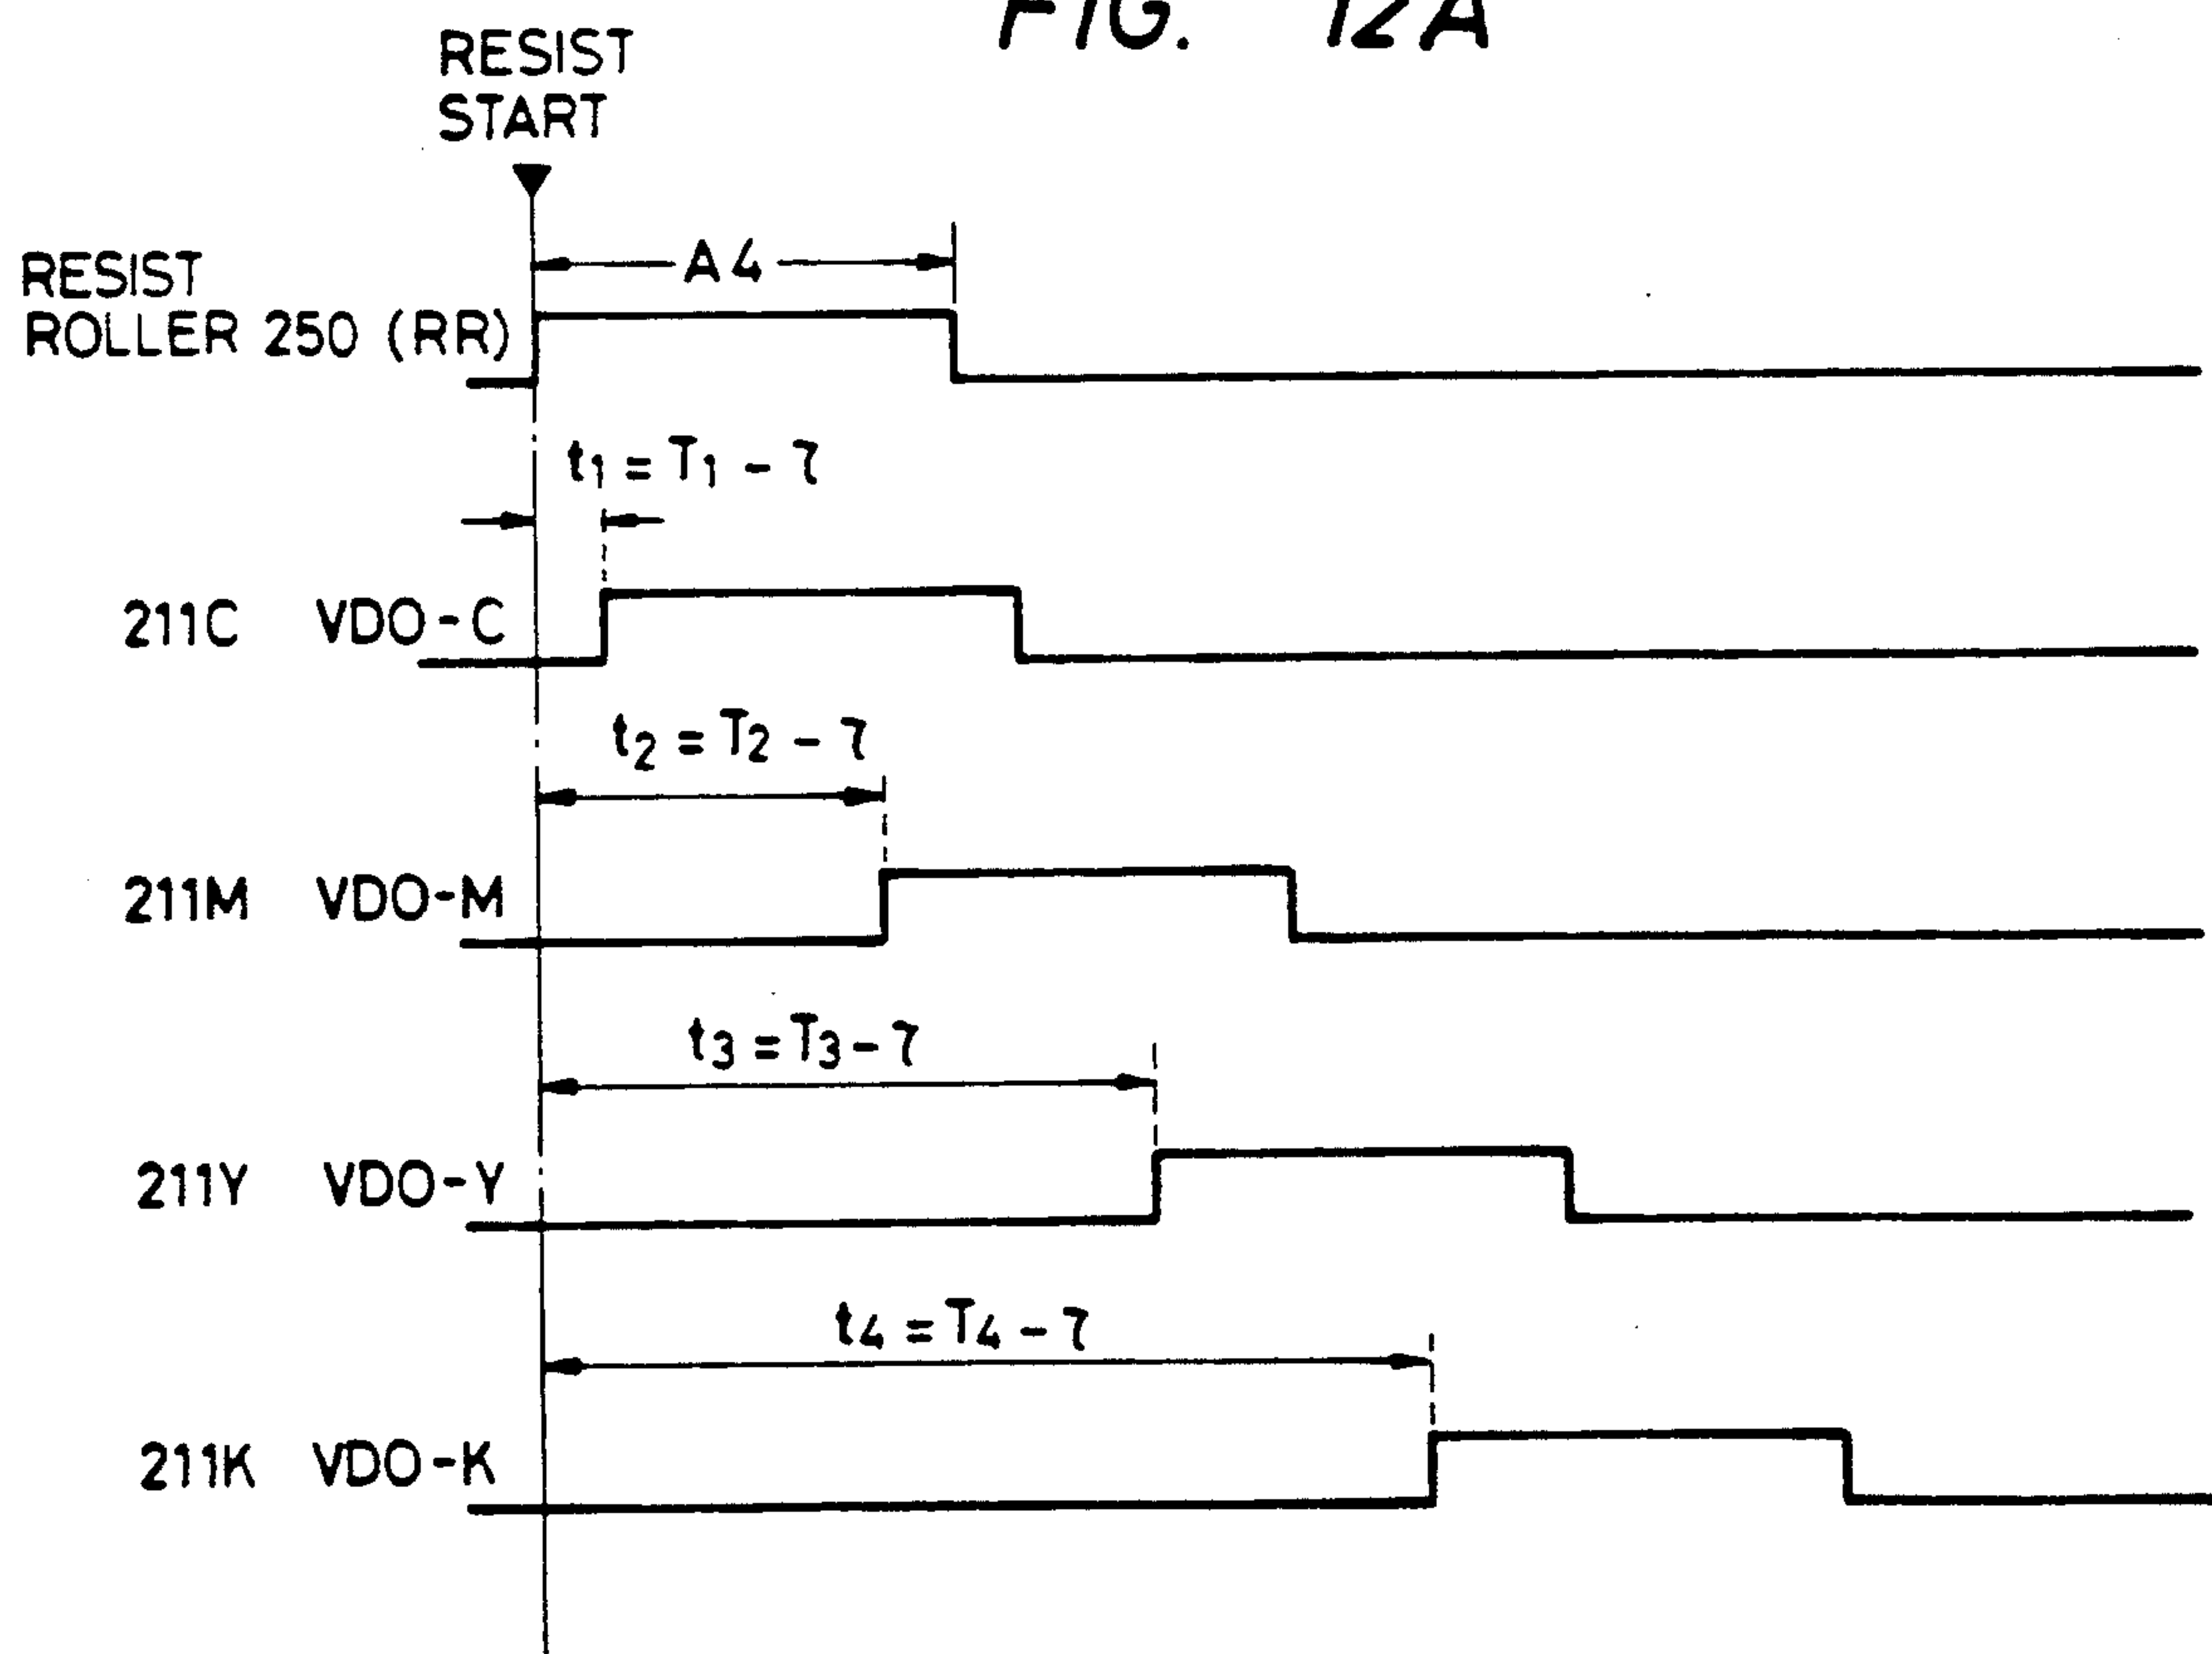 FIG. 12A
RESIST
START
A4
RESIST
ROLLER 250 (RR)
t1 = T1 - τ
211C VDO-C
t2 = T2 - τ
211M VDO-M
t3 = T3 - τ
211Y VDO-Y
t4 = T4 - τ
211K VDO-K